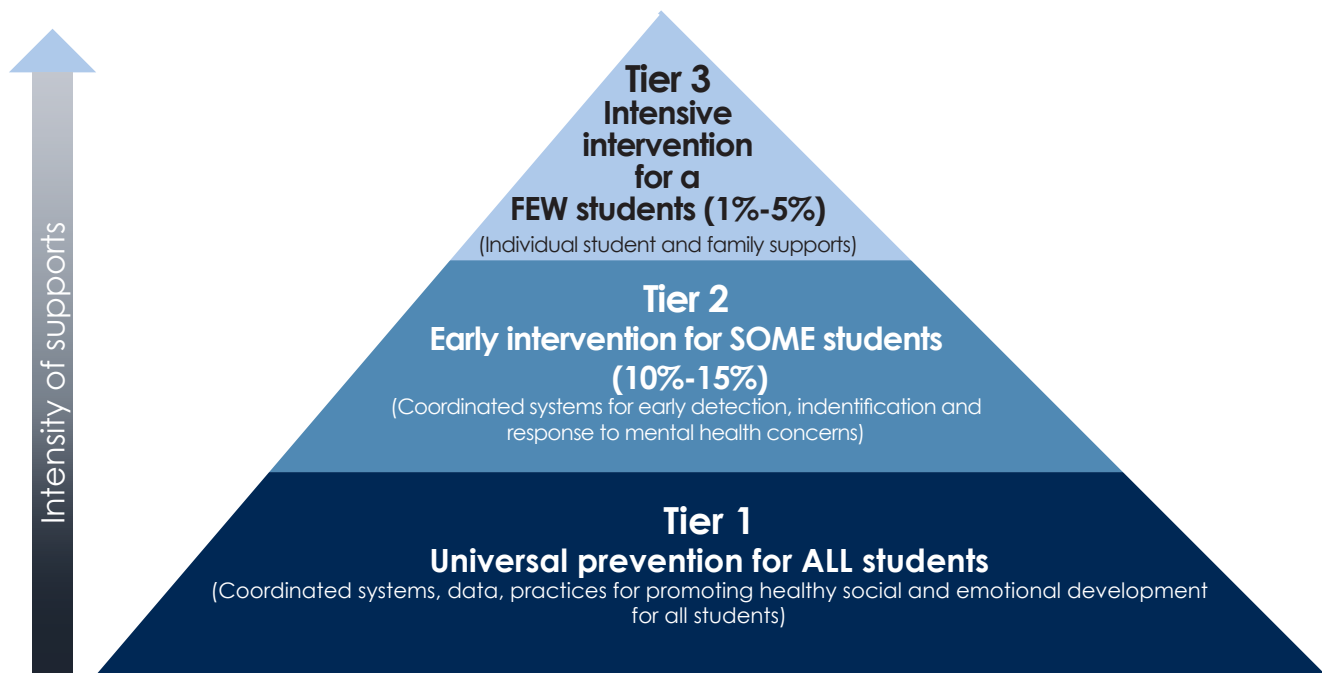 Intensity of supports
Tier 3
Intensive
intervention
for a
FEW students (1%-5%)
(Individual student and family supports)
Tier 2
Early intervention for SOME students
(10%-15%)
(Coordinated systems for early detection, indentification and
response to mental health concerns)
Tier 1
Universal prevention for ALL students
(Coordinated systems, data, practices for promoting healthy social and emotional development
for all students)